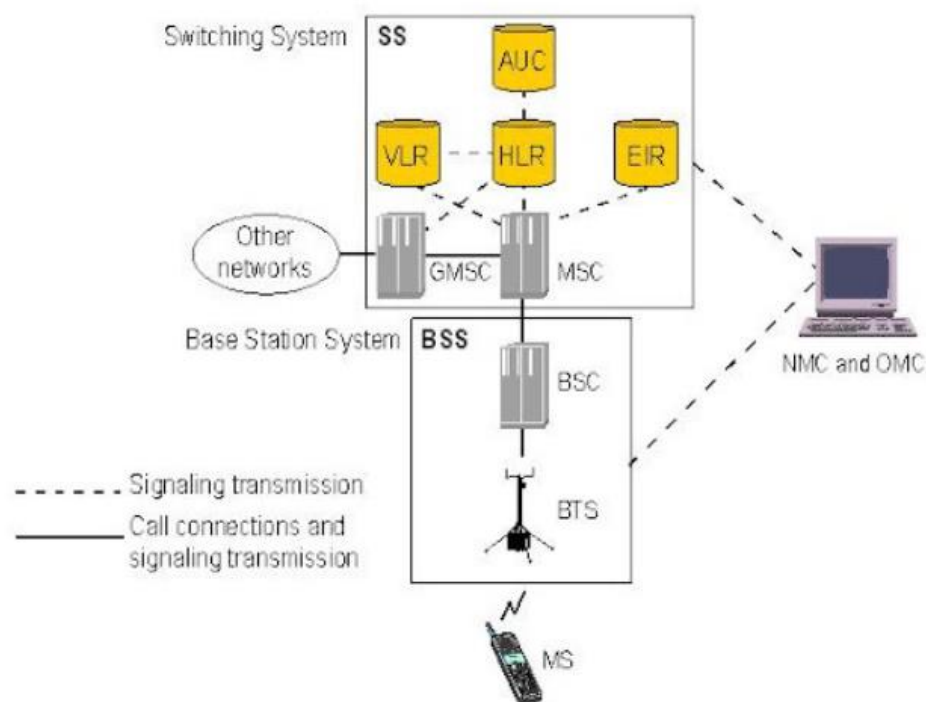 Switching System
SS
AUC
VLR
HLR
EIR
Other
networks
GMSC
MSC
Base Station System
BSS
NMC and OMC
BSC
Signaling transmission
BTS
Call connections and
signaling transmission
MS